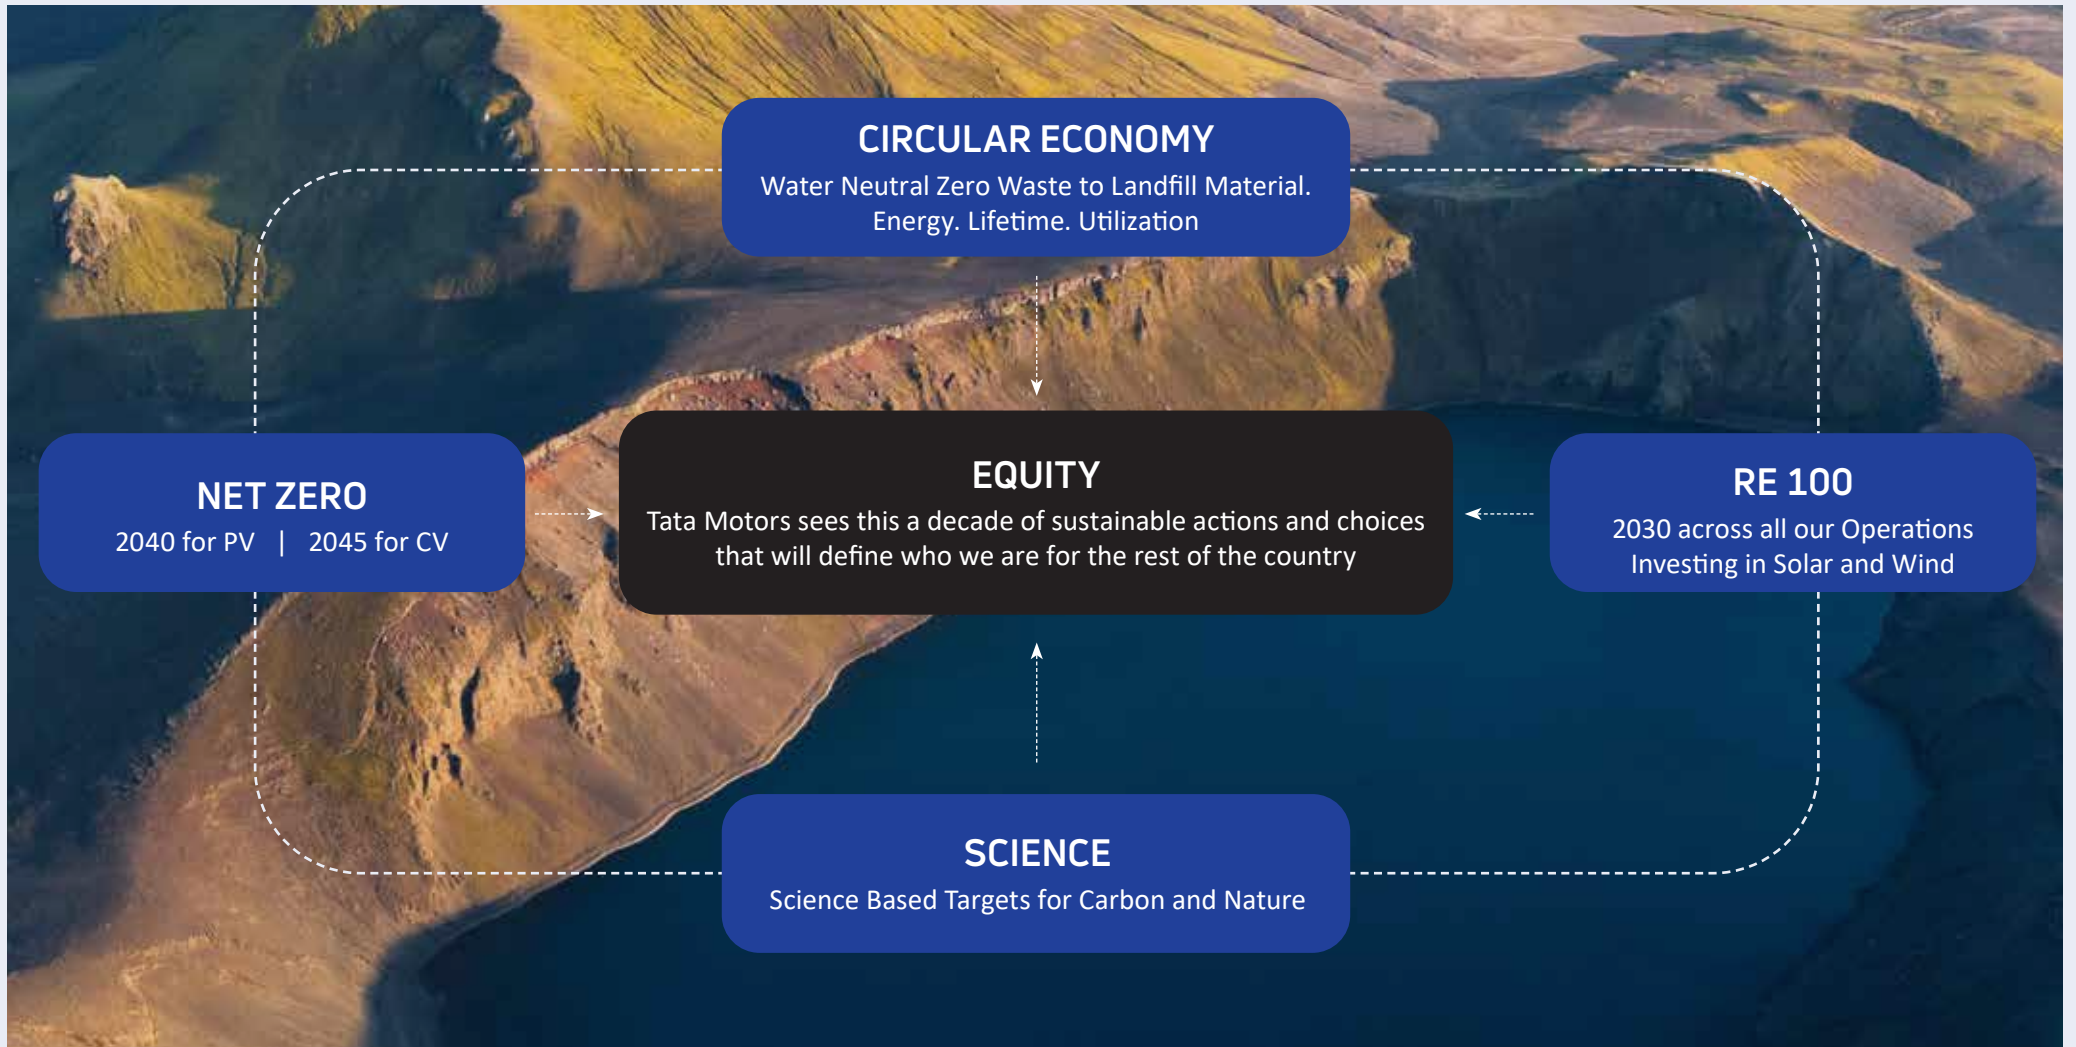 CIRCULAR ECONOMY
Water Neutral Zero Waste to Landfill Material.
Energy. Lifetime. Utilization
NET ZERO
2040 for PV | 2045 for CV
EQUITY
Tata Motors sees this a decade of sustainable actions and choices
that will define who we are for the rest of the country
RE 100
2030 across all our Operations
Investing in Solar and Wind
SCIENCE
Science Based Targets for Carbon and Nature